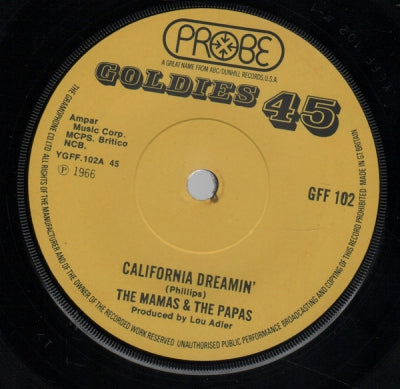 PROBE
A GREAT NAME FROM ABC/DUNHILL RECORDS, U.S.A.
GOLDIES 45
Ampar
Music Corp.
MCPS. Britico
NCB.
YGFF.102A 45
Ⓟ 1966
GFF 102
CALIFORNIA DREAMIN'
(Phillips)
THE MAMAS & THE PAPAS
Produced by Lou Adler
THE GRAMOPHONE CO LTD ALL RIGHTS OF THE MANUFACTURER AND OF THE OWNER OF THE RECORDED WORK RESERVED UNAUTHORISED PUBLIC PERFORMANCE BROADCASTING AND COPYING OF THIS RECORD PROHIBITED · MADE IN GT BRITAIN